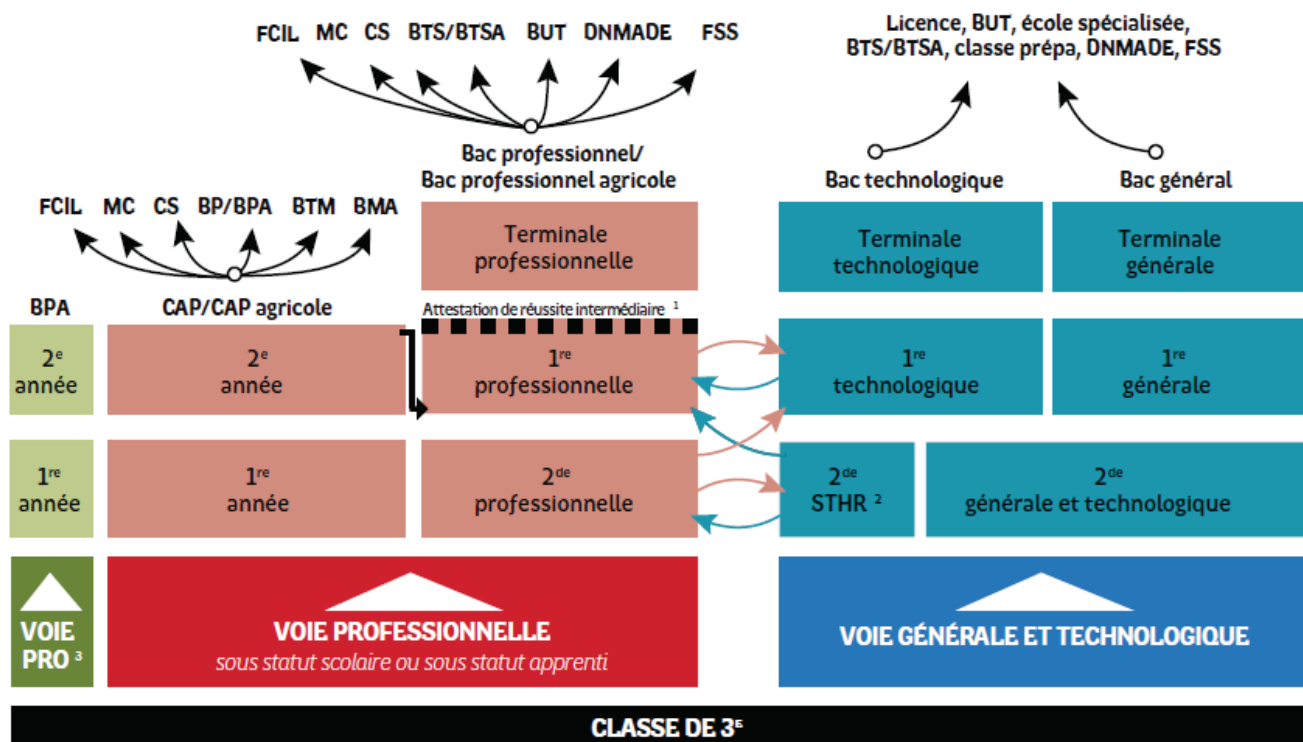 FCIL MC CS BTS/BTSA BUT DNMADE FSS
Licence, BUT, école spécialisée,
BTS/BTSA, classe prépa, DNMADE, FSS
Bac professionnel/
Bac professionnel agricole
Bac technologique
Bac général
FCIL MC CS BP/BPA BTM BMA
Terminale
professionnelle
Terminale
technologique
Terminale
générale
BPA
CAP/CAP agricole
Attestation de réussite intermédiaire ¹
2ᵉ
année
2ᵉ
année
1ʳᵉ
professionnelle
1ʳᵉ
technologique
1ʳᵉ
générale
1ʳᵉ
année
1ʳᵉ
année
2ᵈᵉ
professionnelle
2ᵈᵉ
STHR ²
2ᵈᵉ
générale et technologique
VOIE
PRO ³
VOIE PROFESSIONNELLE
sous statut scolaire ou sous statut apprenti
VOIE GÉNÉRALE ET TECHNOLOGIQUE
CLASSE DE 3ᴱ